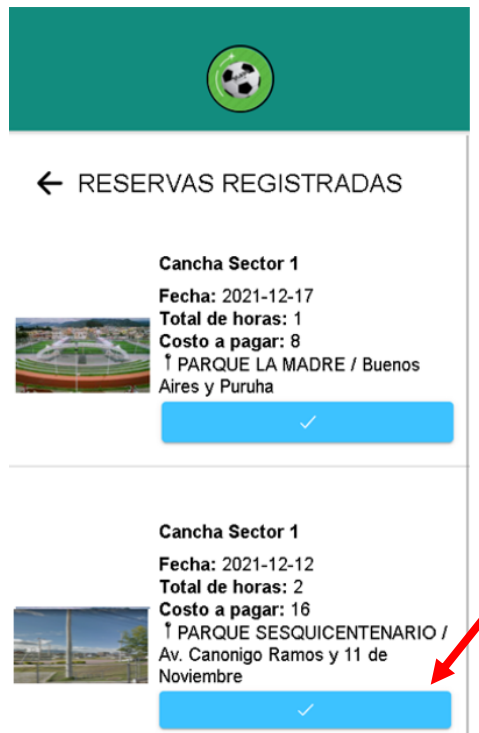 RESERVAS REGISTRADAS
Cancha Sector 1
Fecha: 2021-12-17
Total de horas: 1
Costo a pagar: 8
PARQUE LA MADRE / Buenos
Aires y Puruha
Cancha Sector 1
Fecha: 2021-12-12
Total de horas: 2
Costo a pagar: 16
PARQUE SESQUICENTENARIO /
Av. Canonigo Ramos y 11 de
Noviembre